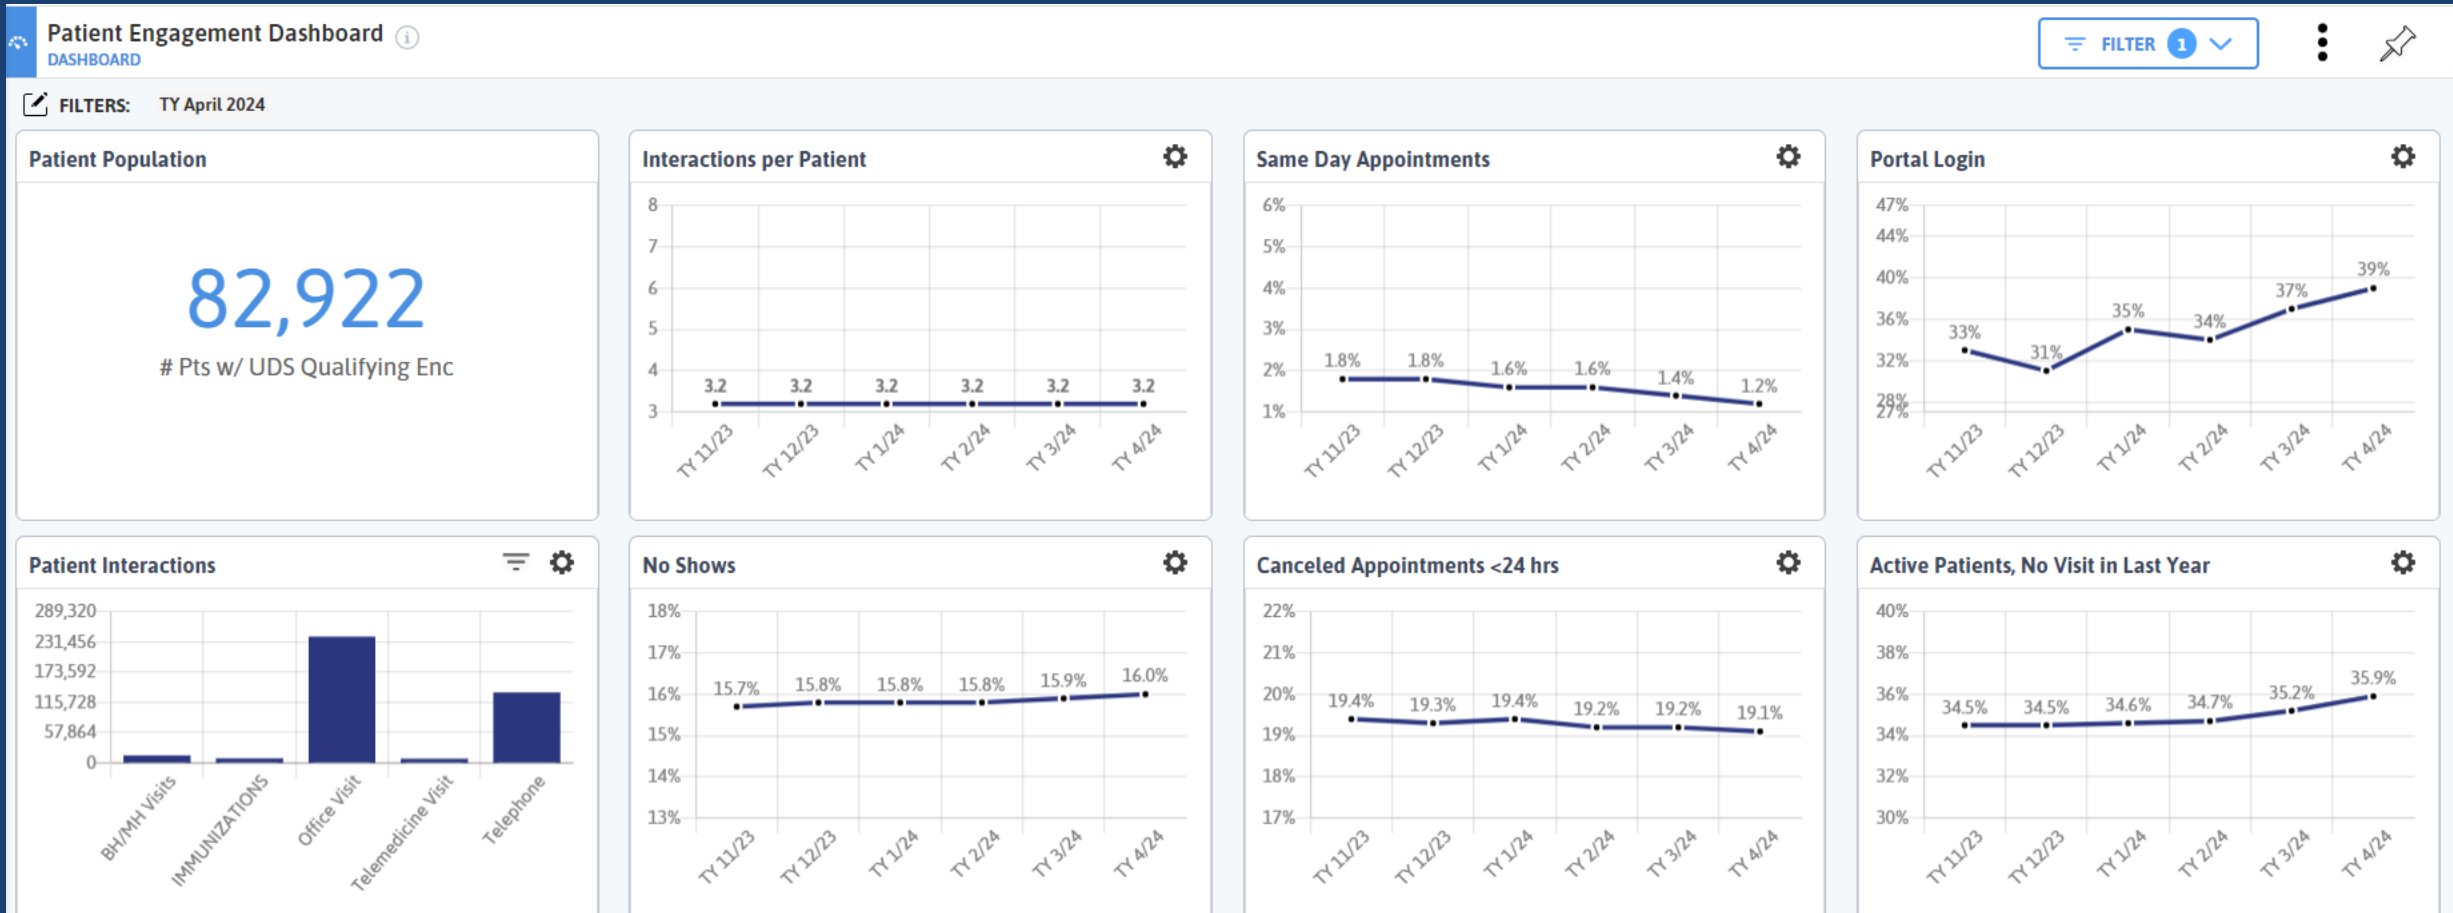 Patient Engagement Dashboard
DASHBOARD
FILTER 1
FILTERS: TY April 2024
Patient Population
82,922
# Pts w/ UDS Qualifying Enc
Interactions per Patient
8
7
6
5
4
3
3.2 3.2 3.2 3.2 3.2 3.2
TY 11/23 TY 12/23 TY 1/24 TY 2/24 TY 3/24 TY 4/24
Same Day Appointments
6%
5%
4%
3%
2%
1%
1.8% 1.8% 1.6% 1.6% 1.4% 1.2%
TY 11/23 TY 12/23 TY 1/24 TY 2/24 TY 3/24 TY 4/24
Portal Login
47%
44%
40%
36%
32%
28%
27%
33% 31% 35% 34% 37% 39%
TY 11/23 TY 12/23 TY 1/24 TY 2/24 TY 3/24 TY 4/24
Patient Interactions
289,320
231,456
173,592
115,728
57,864
0
BH/MH Visits IMMUNIZATIONS Office Visit Telemedicine Visit Telephone
No Shows
18%
17%
16%
15%
14%
13%
15.7% 15.8% 15.8% 15.8% 15.9% 16.0%
TY 11/23 TY 12/23 TY 1/24 TY 2/24 TY 3/24 TY 4/24
Canceled Appointments <24 hrs
22%
21%
20%
19%
18%
17%
19.4% 19.3% 19.4% 19.2% 19.2% 19.1%
TY 11/23 TY 12/23 TY 1/24 TY 2/24 TY 3/24 TY 4/24
Active Patients, No Visit in Last Year
40%
38%
36%
34%
32%
30%
34.5% 34.5% 34.6% 34.7% 35.2% 35.9%
TY 11/23 TY 12/23 TY 1/24 TY 2/24 TY 3/24 TY 4/24